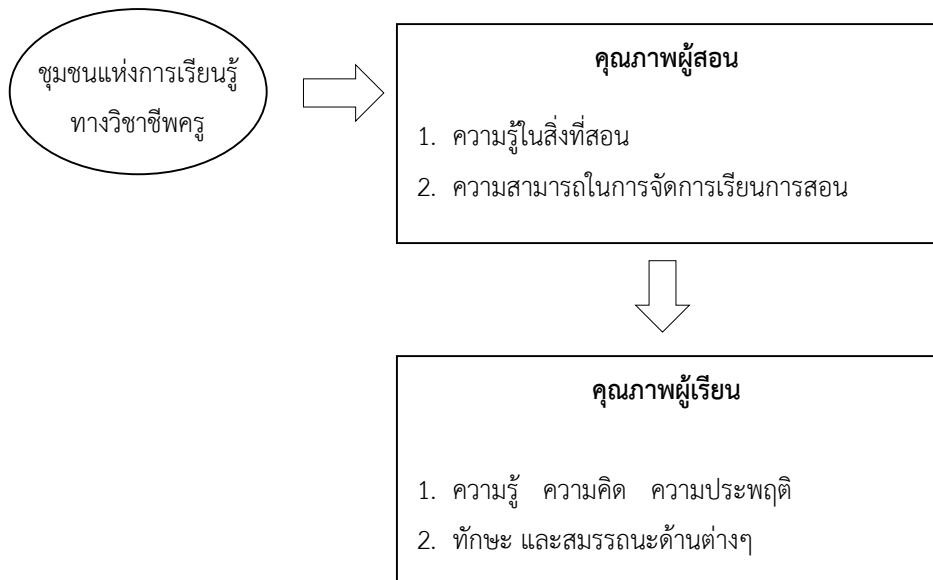 ชุมชนแห่งการเรียนรู้
ทางวิชาชีพครู
คุณภาพผู้สอน
1. ความรู้ในสิ่งที่สอน
2. ความสามารถในการจัดการเรียนการสอน
คุณภาพผู้เรียน
1. ความรู้ ความคิด ความประพฤติ
2. ทักษะ และสมรรถนะด้านต่างๆ